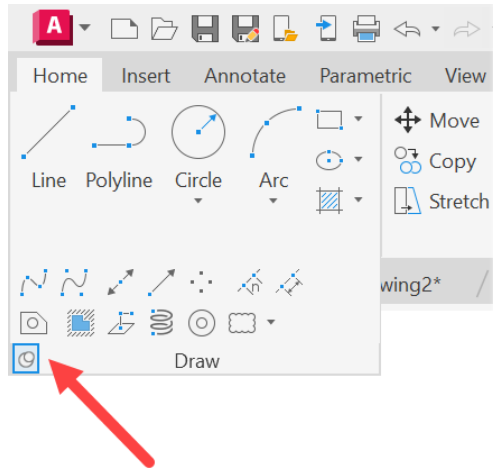 A
Home Insert Annotate Parametric View
Line Polyline Circle Arc
Move
Copy
Stretch
n
wing2*
Draw